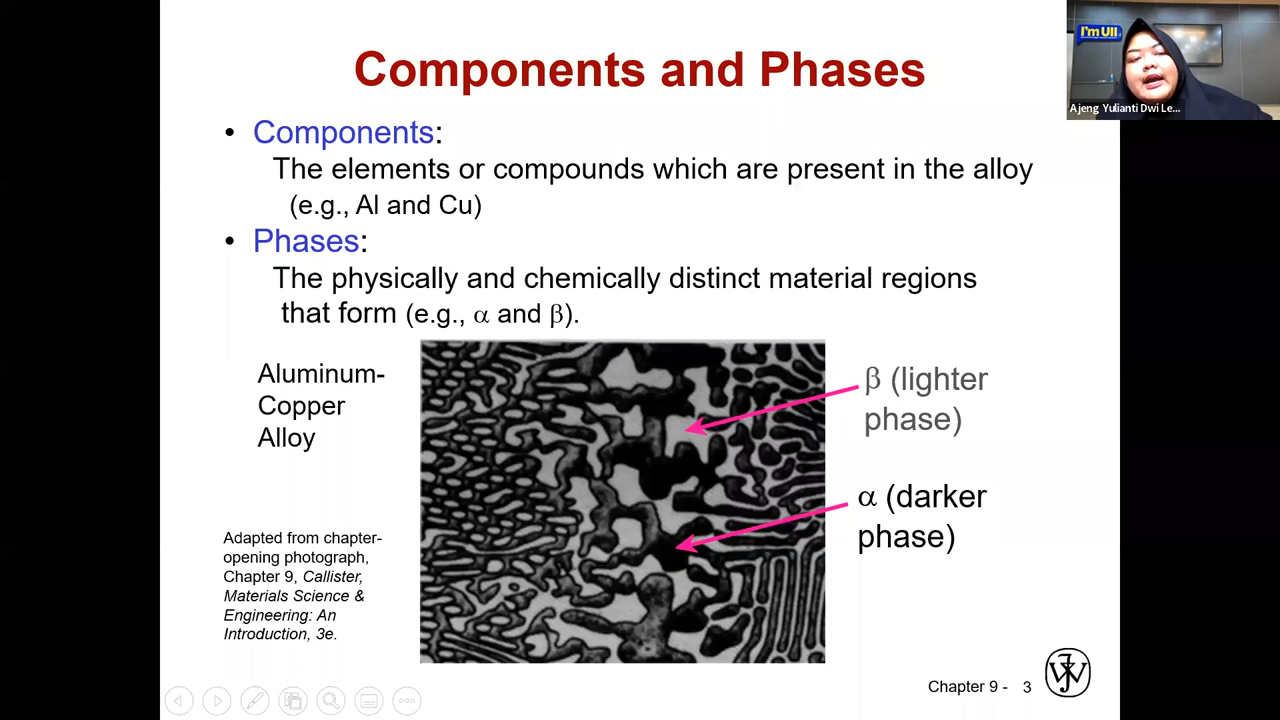 Components and Phases
I'm UII
Ajeng Yulianti Dwi Le...
• Components:
The elements or compounds which are present in the alloy
(e.g., Al and Cu)
• Phases:
The physically and chemically distinct material regions
that form (e.g., α and β).
Aluminum-
Copper
Alloy
β (lighter
phase)
α (darker
phase)
Adapted from chapter-
opening photograph,
Chapter 9, Callister,
Materials Science &
Engineering: An
Introduction, 3e.
Chapter 9 - 3